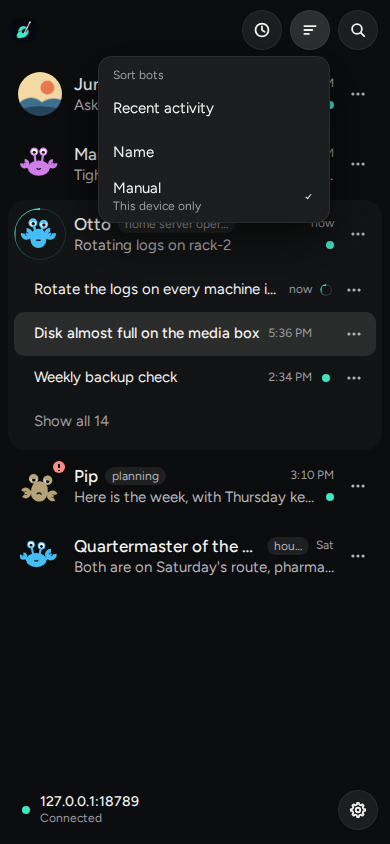 Sort bots
Recent activity
Name
Manual
This device only
Otto home server oper... now
Rotating logs on rack-2
Rotate the logs on every machine i... now
Disk almost full on the media box 5:36 PM
Weekly backup check 2:34 PM
Show all 14
Pip planning 3:10 PM
Here is the week, with Thursday ke...
Quartermaster of the ... hou... Sat
Both are on Saturday's route, pharma...
127.0.0.1:18789
Connected